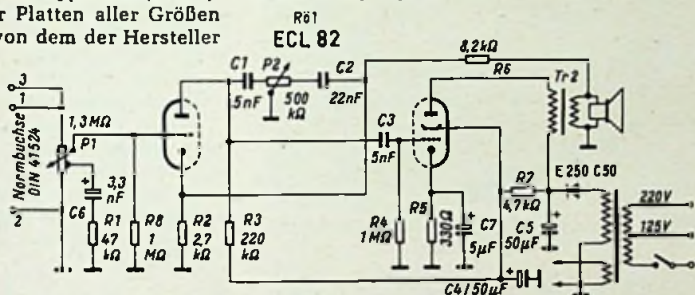 r Platten aller Größen
von dem der Hersteller
Rö1
ECL 82
3
1
2
Normbuchse
DIN 41524
1,3MΩ
P1
+
3,3
nF
C6
R1
47
kΩ
R8
1
MΩ
R2
2,7
kΩ
R3
220
kΩ
C1
5nF
P2
500
kΩ
C2
22nF
C3
5nF
R4
1MΩ
R5
330Ω
+
C7
5µF
8,2kΩ
R6
Tr2
R7
4,7kΩ
E250 C50
+
C5
50µF
C4/50µF
+
220V
125V